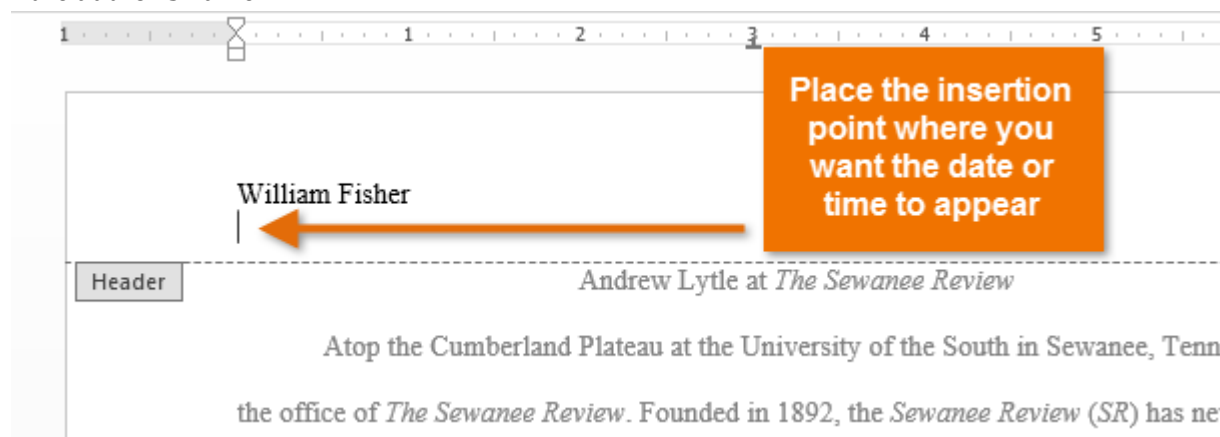 1 1 2 3 4 5
Place the insertion
point where you
want the date or
time to appear
William Fisher
Header
Andrew Lytle at The Sewanee Review
Atop the Cumberland Plateau at the University of the South in Sewanee, Tenn
the office of The Sewanee Review. Founded in 1892, the Sewanee Review (SR) has ne